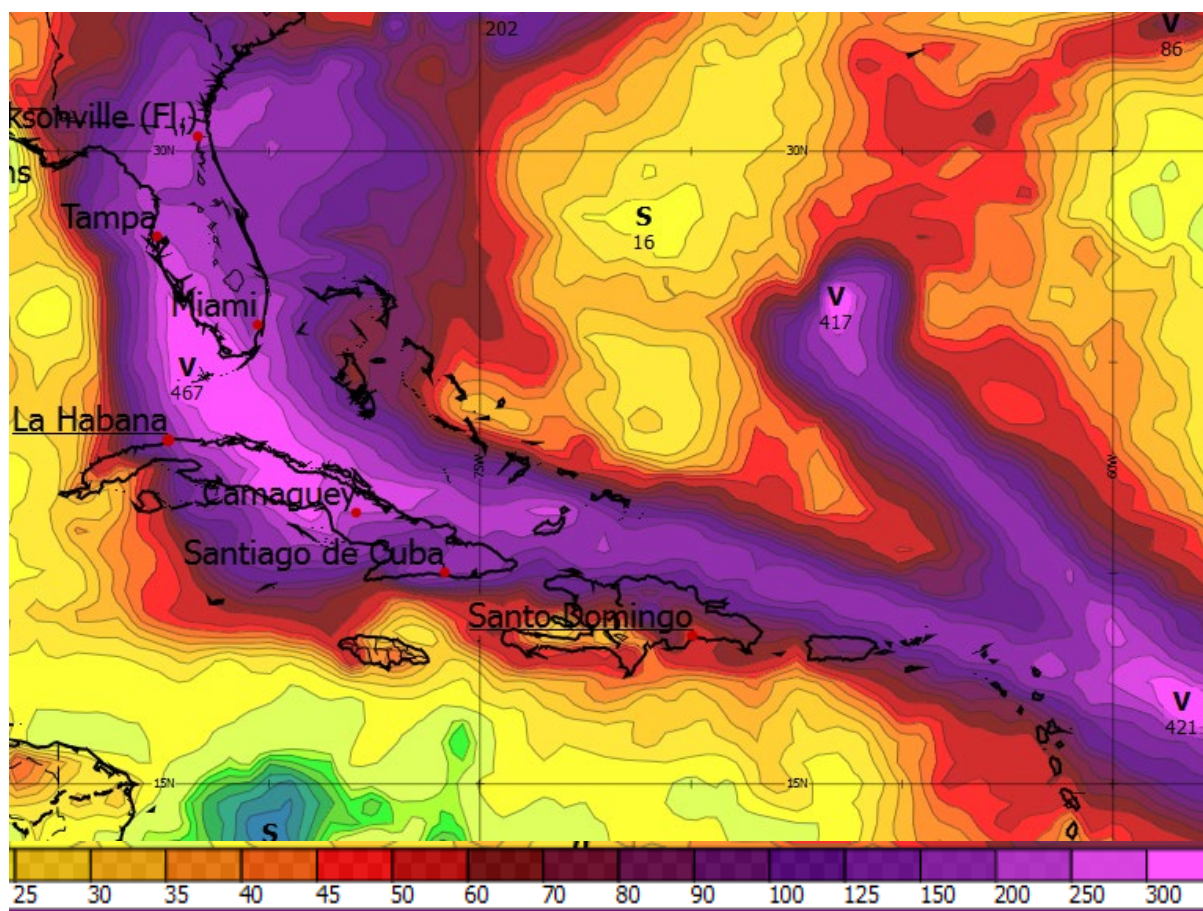 202
V
86
ksonville (Fl.)
30N
30N
ns
Tampa
S
16
Miami
V
417
V
467
La Habana
75W
60W
Camaguey
Santiago de Cuba
Santo Domingo
V
421
15N
15N
S
25 30 35 40 45 50 60 70 80 90 100 125 150 200 250 300